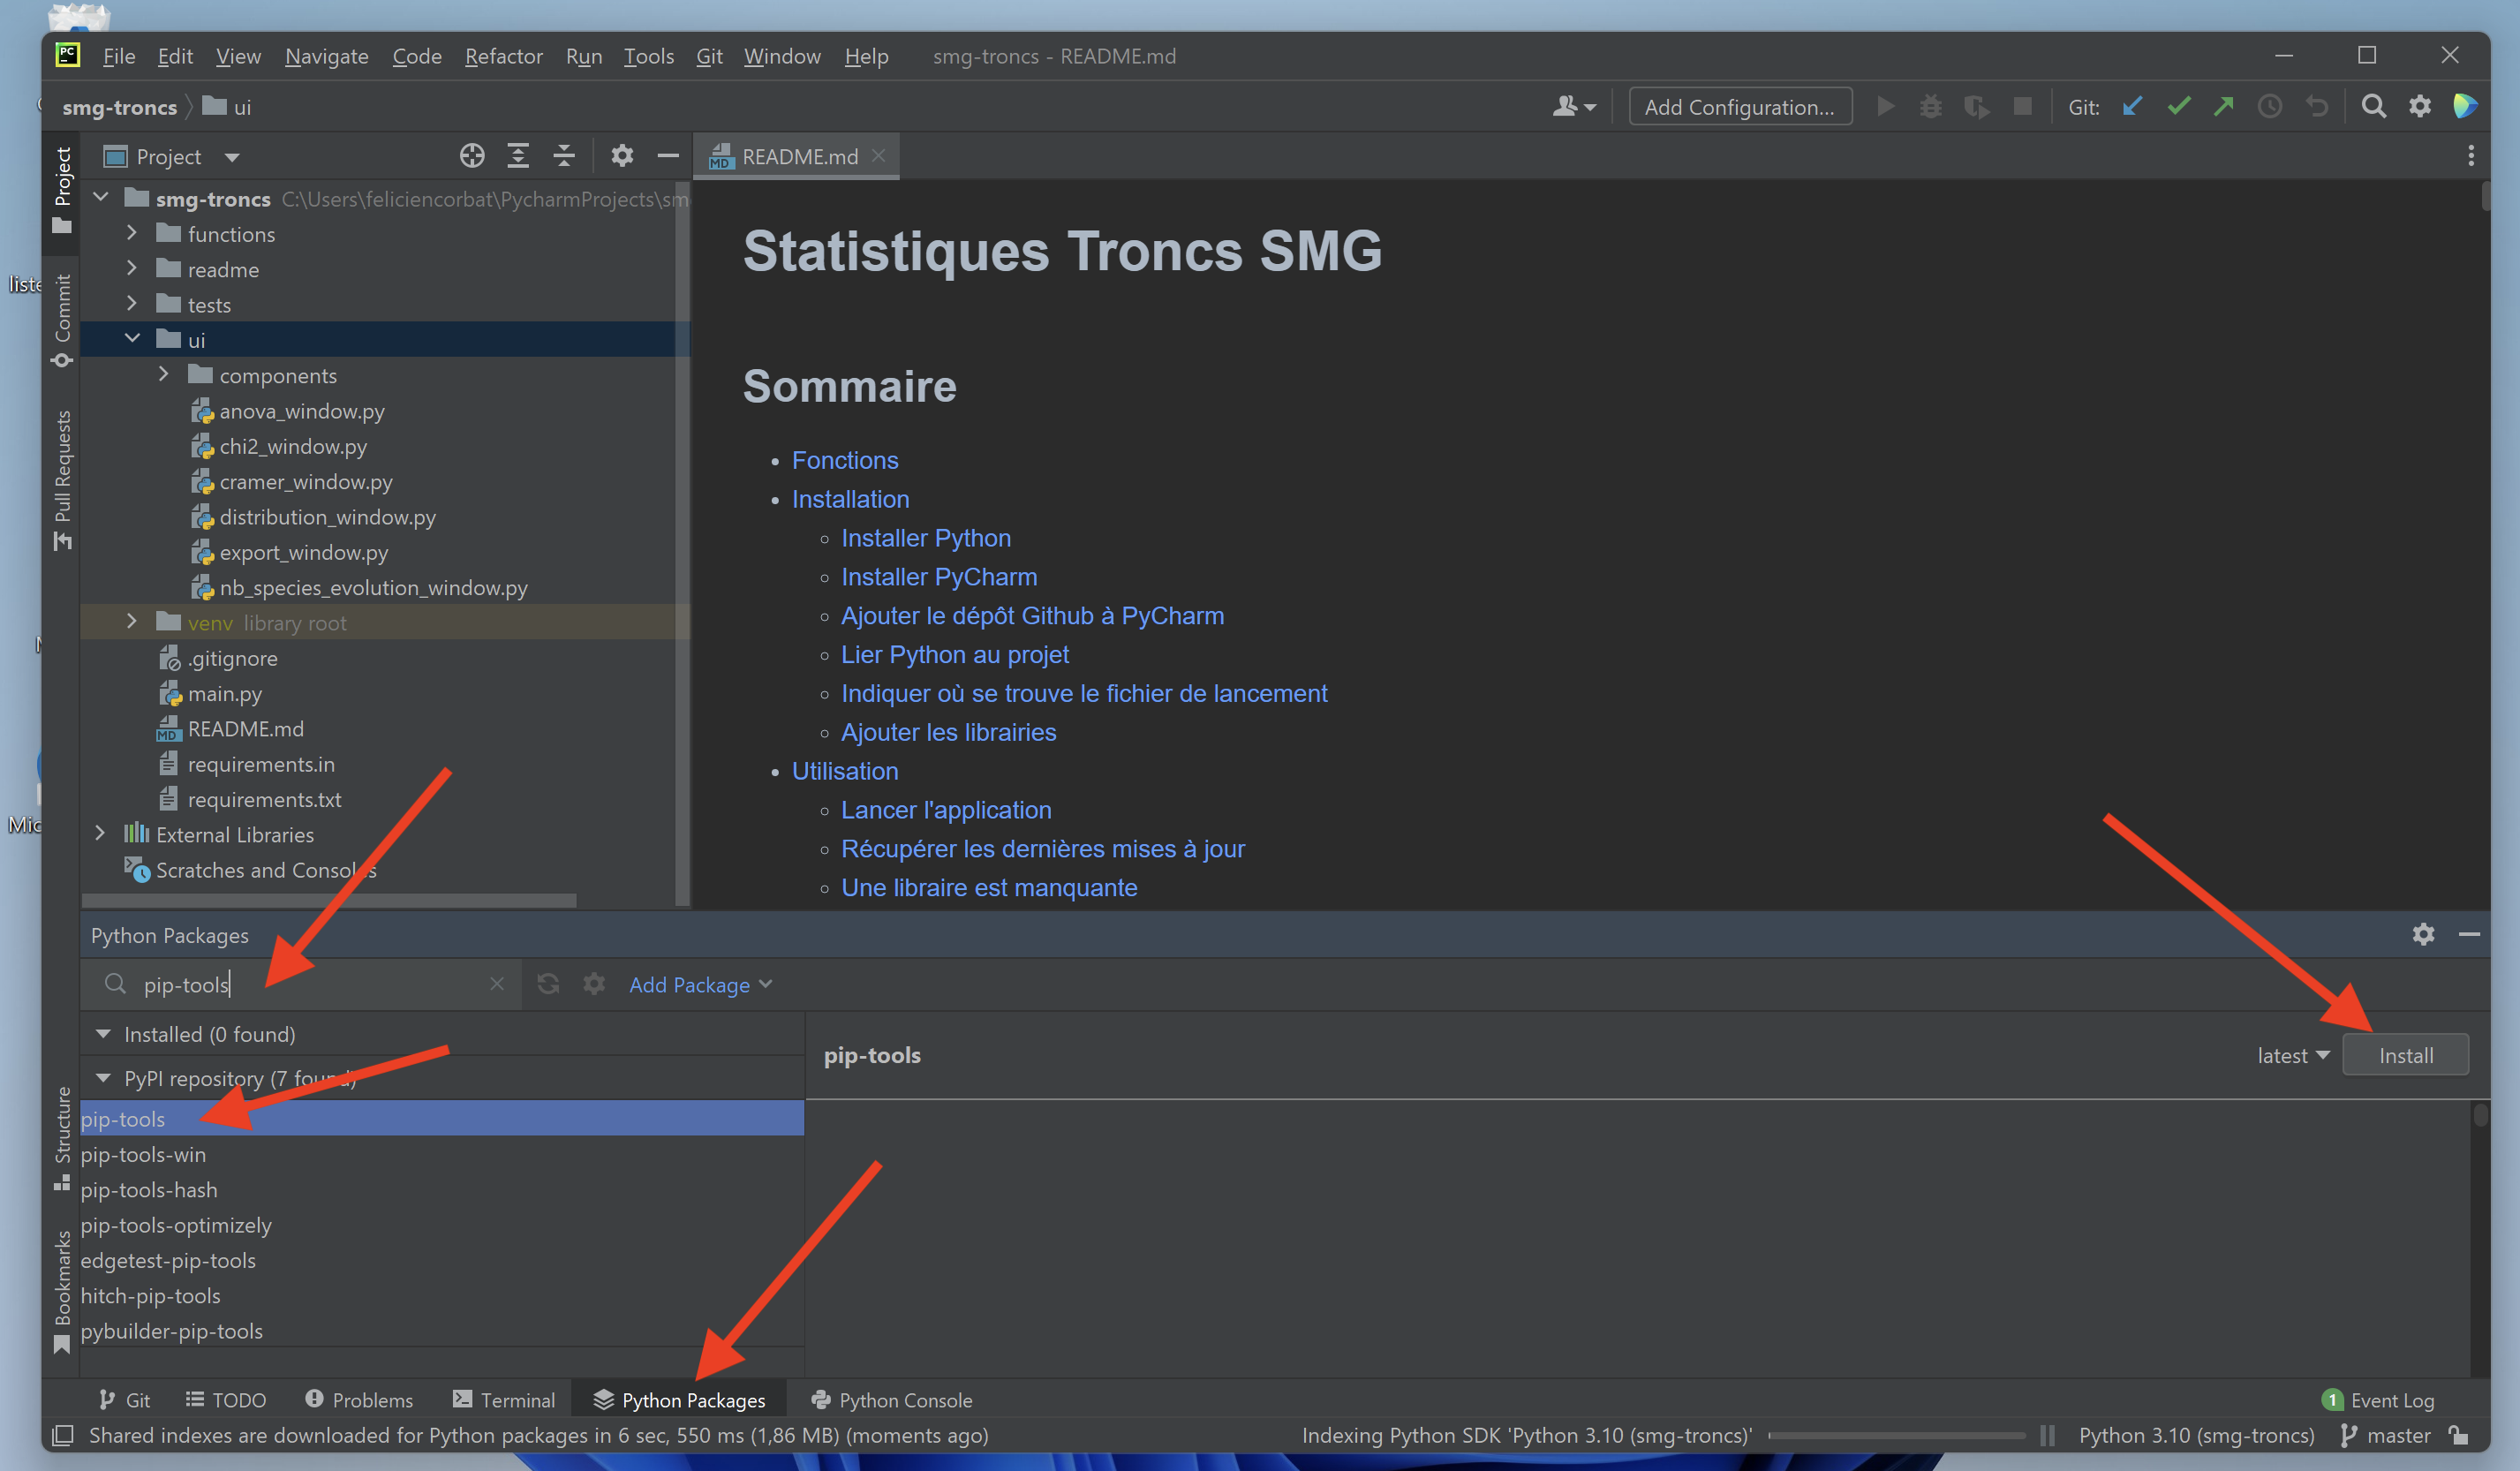 PC File Edit View Navigate Code Refactor Run Tools Git Window Help smg-troncs - README.md
smg-troncs ui Add Configuration... Git:
Project
README.md
Project
Commit
Pull Requests
Structure
Bookmarks
smg-troncs C:\Users\feliciencorbat\PycharmProjects\sm
functions
readme
tests
ui
components
anova_window.py
chi2_window.py
cramer_window.py
distribution_window.py
export_window.py
nb_species_evolution_window.py
venv library root
.gitignore
main.py
README.md
requirements.in
requirements.txt
External Libraries
Scratches and Consoles
Statistiques Troncs SMG
Sommaire
Fonctions
Installation
Installer Python
Installer PyCharm
Ajouter le dépôt Github à PyCharm
Lier Python au projet
Indiquer où se trouve le fichier de lancement
Ajouter les librairies
Utilisation
Lancer l'application
Récupérer les dernières mises à jour
Une libraire est manquante
Python Packages
pip-tools Add Package
Installed (0 found)
PyPI repository (7 found)
pip-tools
pip-tools-win
pip-tools-hash
pip-tools-optimizely
edgetest-pip-tools
hitch-pip-tools
pybuilder-pip-tools
pip-tools latest Install
Git TODO Problems Terminal Python Packages Python Console 1 Event Log
Shared indexes are downloaded for Python packages in 6 sec, 550 ms (1,86 MB) (moments ago) Indexing Python SDK 'Python 3.10 (smg-troncs)' Python 3.10 (smg-troncs) master
liste
Mic